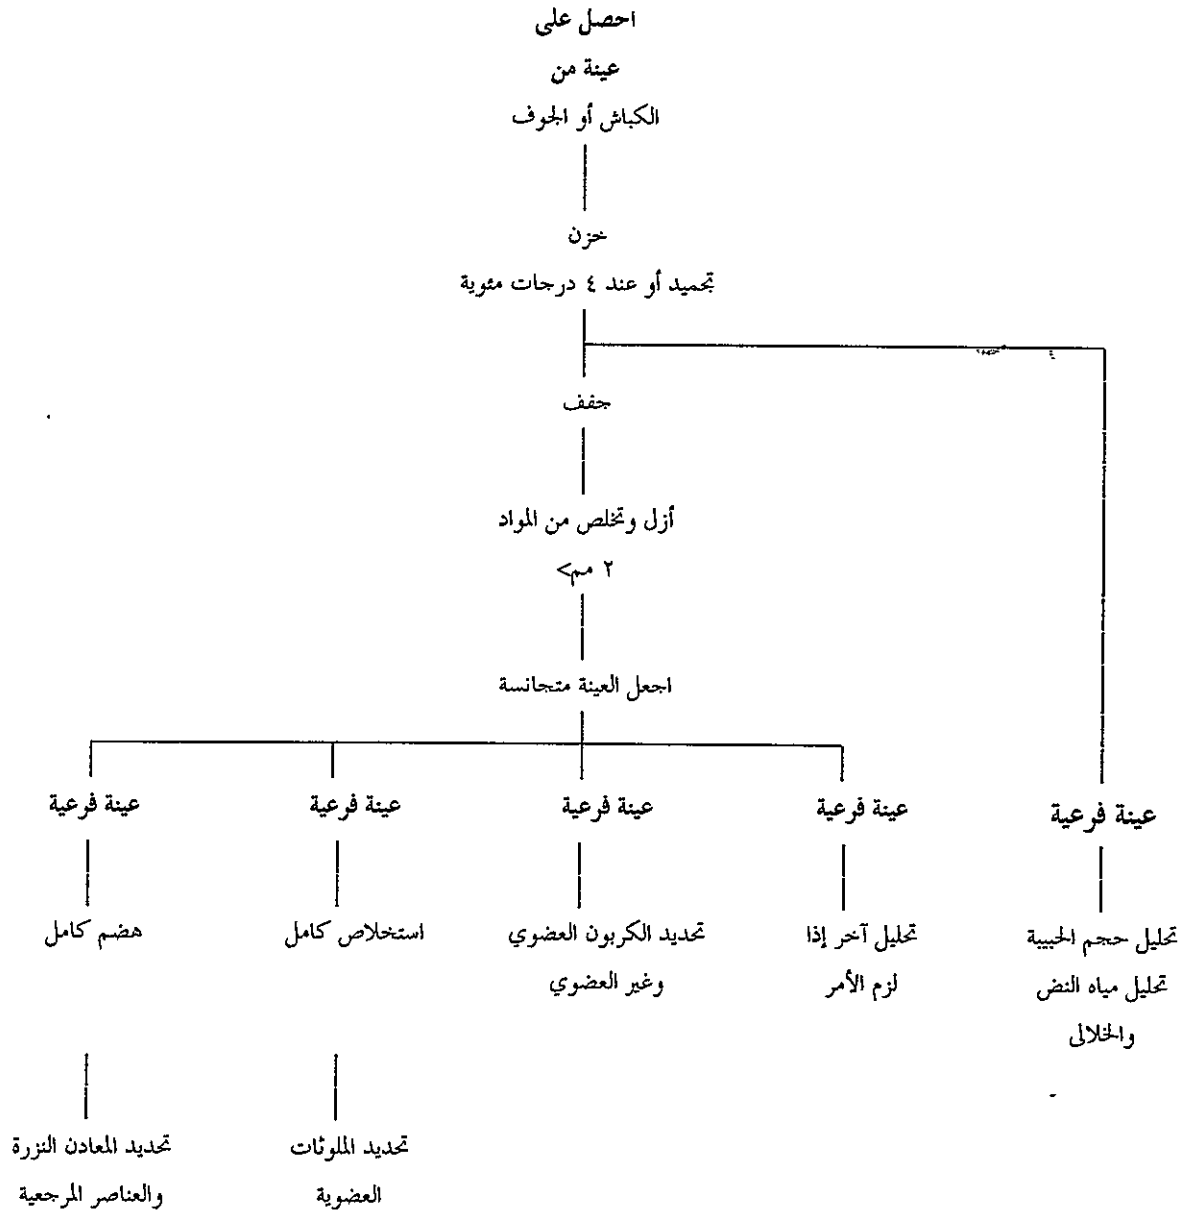 احصل على
عينة من
الكباش أو الجوف
خزن
تجميد أو عند ٤ درجات مئوية
جفف
أزل وتخلص من المواد
٢ مم>
اجعل العينة متجانسة
عينة فرعية
تحليل حجم الحبيبة
تحليل مياه النض
والخلالى
عينة فرعية
تحليل آخر إذا
لزم الأمر
عينة فرعية
تحديد الكربون العضوي
وغير العضوي
عينة فرعية
استخلاص كامل
تحديد الملوثات
العضوية
عينة فرعية
هضم كامل
تحديد المعادن النزرة
والعناصر المرجعية